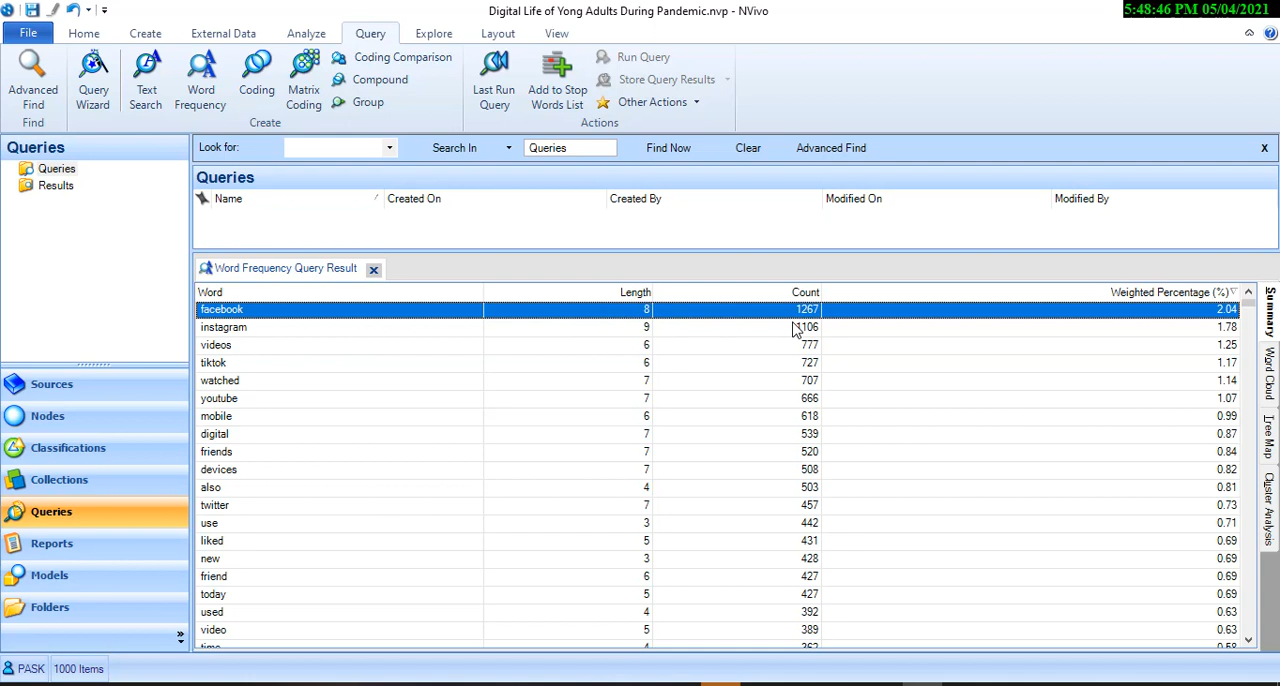 Digital Life of Yong Adults During Pandemic.nvp - NVivo
5:48:46 PM 05/04/2021
File Home Create External Data Analyze Query Explore Layout View
Advanced Find
Query Wizard
Text Search
Word Frequency
Coding
Matrix Coding
Coding Comparison
Compound
Group
Last Run Query
Add to Stop Words List
Run Query
Store Query Results
Other Actions
Find Create Actions
Queries
Queries
Results
Look for: Search In Queries Find Now Clear Advanced Find X
Queries
Name Created On Created By Modified On Modified By
Word Frequency Query Result
Word Length Count Weighted Percentage (%)
facebook 8 1267 2.04
instagram 9 1106 1.78
videos 6 777 1.25
tiktok 6 727 1.17
watched 7 707 1.14
youtube 7 666 1.07
mobile 6 618 0.99
digital 7 539 0.87
friends 7 520 0.84
devices 7 508 0.82
also 4 503 0.81
twitter 7 457 0.73
use 3 442 0.71
liked 5 431 0.69
new 3 428 0.69
friend 6 427 0.69
today 5 427 0.69
used 4 392 0.63
video 5 389 0.63
time 4 362 0.58
Summary
Word Cloud
Tree Map
Cluster Analysis
Sources
Nodes
Classifications
Collections
Queries
Reports
Models
Folders
PASK 1000 Items